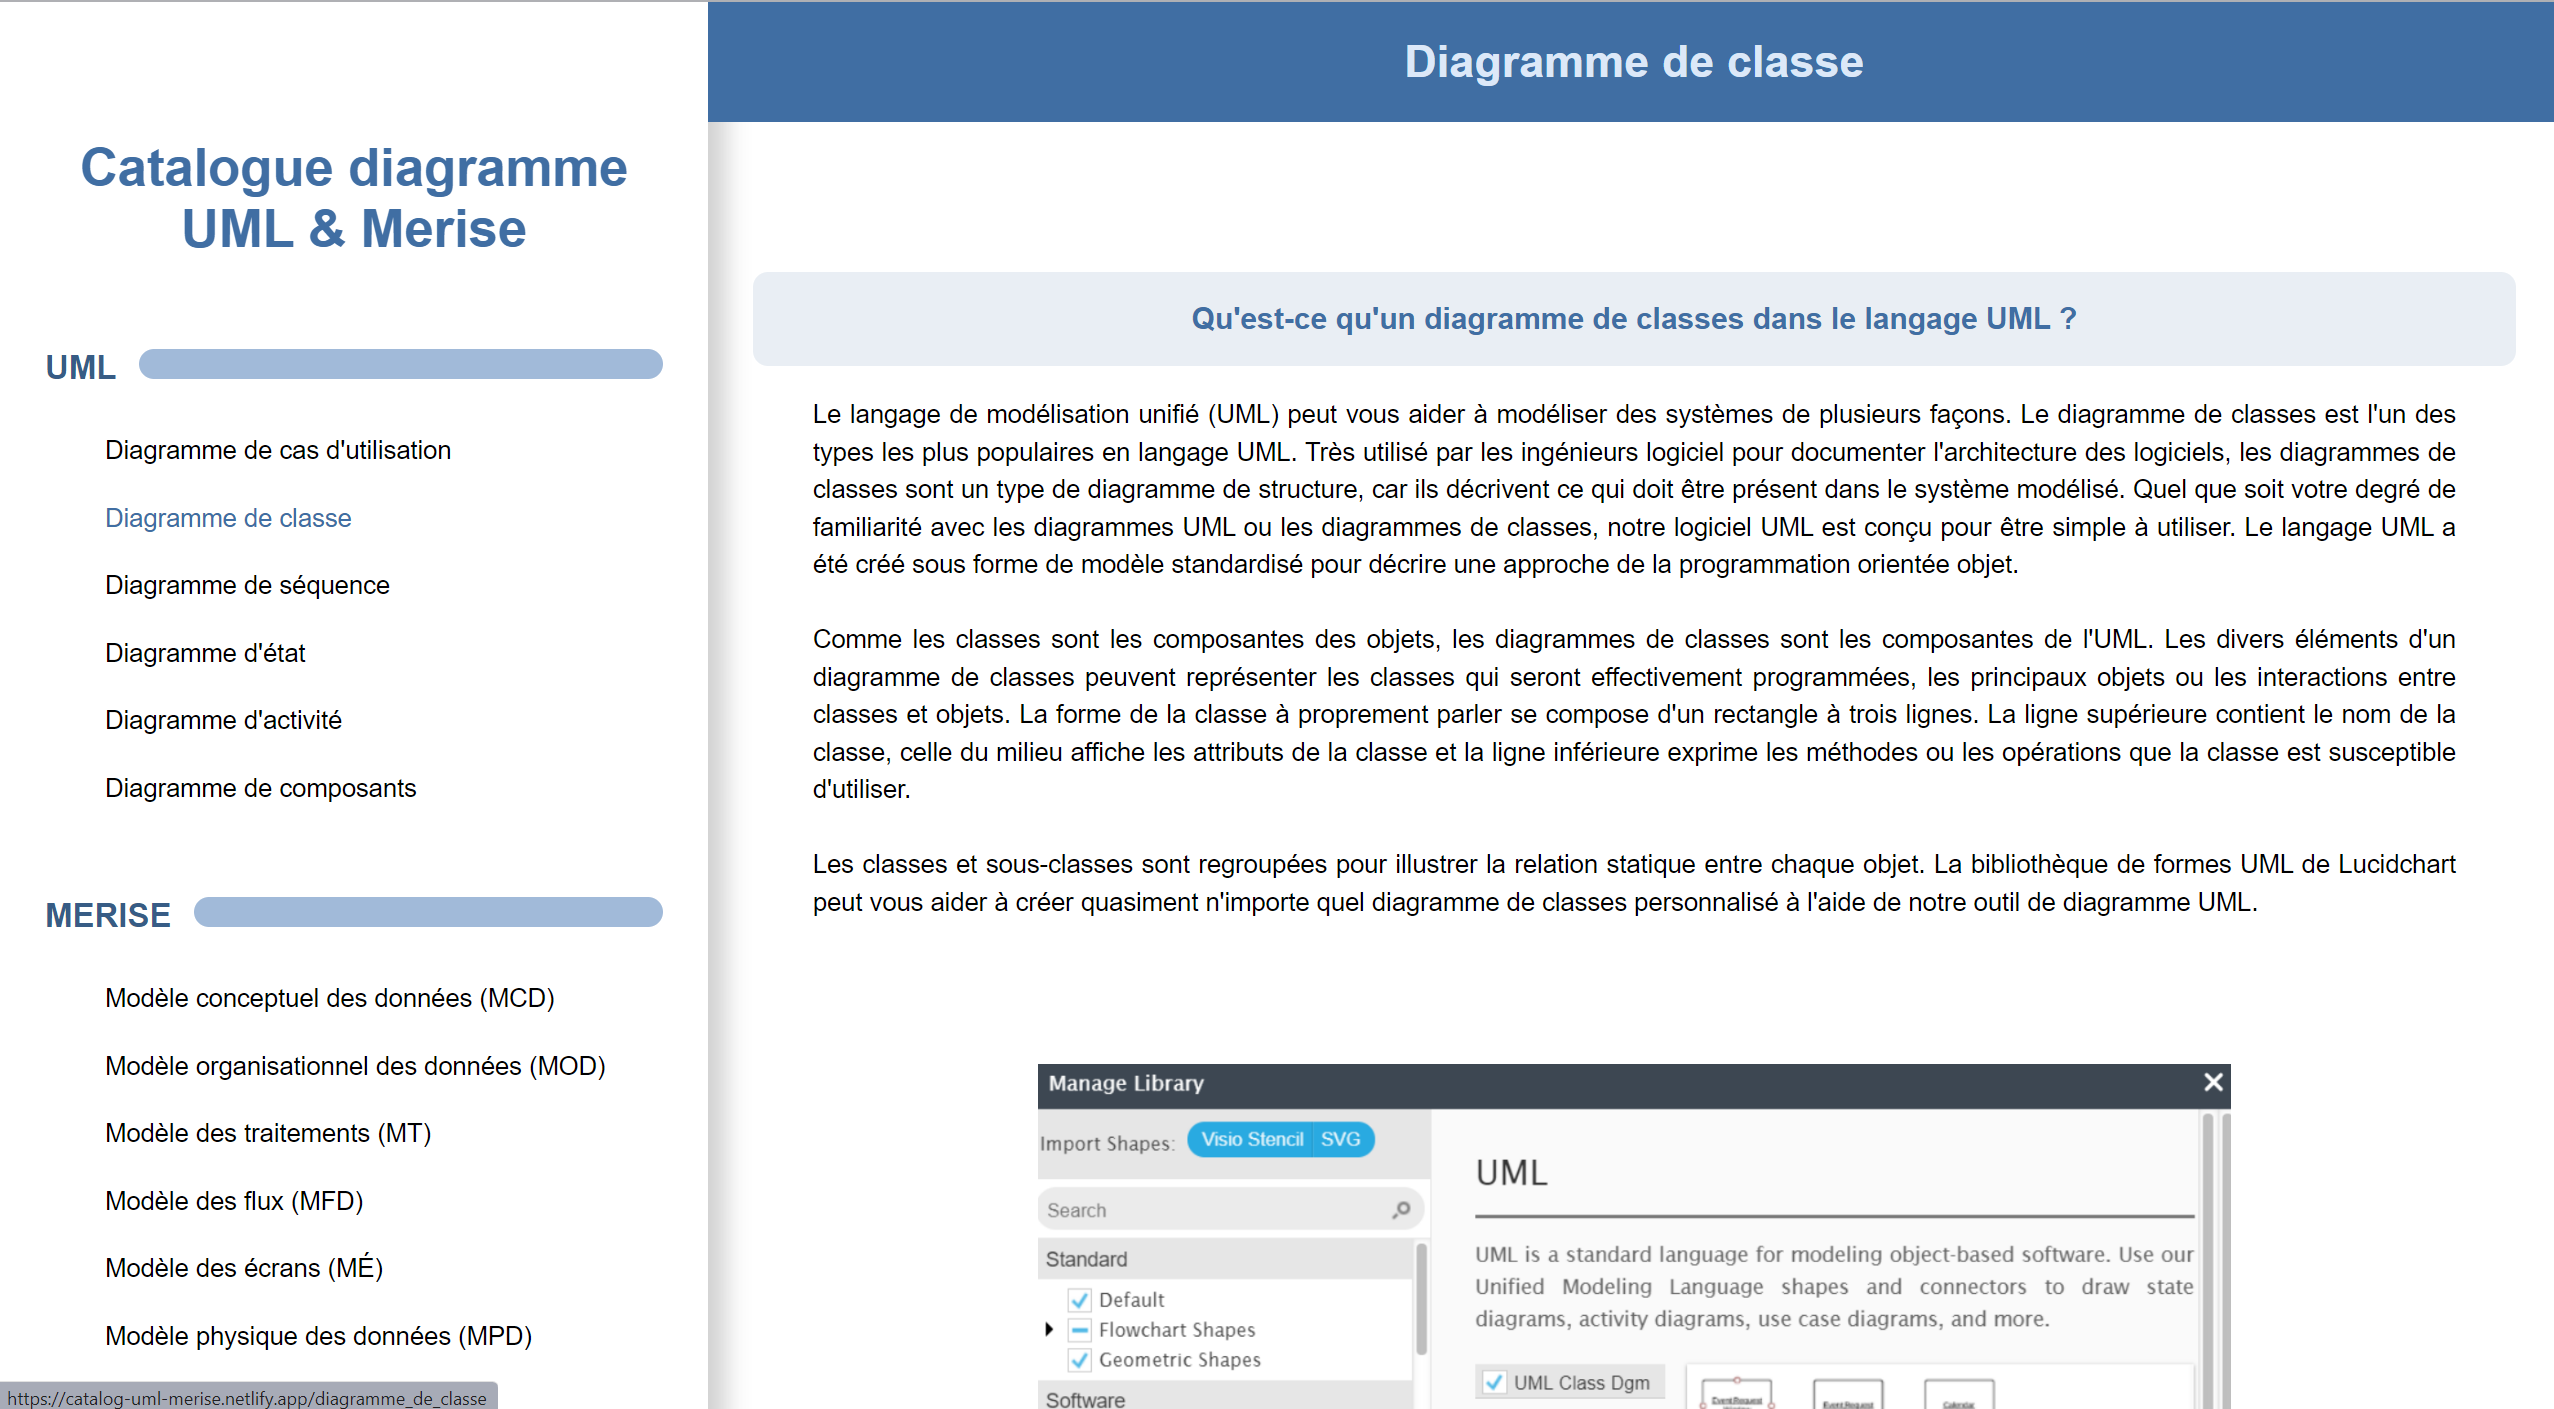 Catalogue diagramme
UML & Merise
UML
Diagramme de cas d'utilisation
Diagramme de classe
Diagramme de séquence
Diagramme d'état
Diagramme d'activité
Diagramme de composants
MERISE
Modèle conceptuel des données (MCD)
Modèle organisationnel des données (MOD)
Modèle des traitements (MT)
Modèle des flux (MFD)
Modèle des écrans (MÉ)
Modèle physique des données (MPD)
https://catalog-uml-merise.netlify.app/diagramme_de_classe
Diagramme de classe
Qu'est-ce qu'un diagramme de classes dans le langage UML ?
Le langage de modélisation unifié (UML) peut vous aider à modéliser des systèmes de plusieurs façons. Le diagramme de classes est l'un des
types les plus populaires en langage UML. Très utilisé par les ingénieurs logiciel pour documenter l'architecture des logiciels, les diagrammes de
classes sont un type de diagramme de structure, car ils décrivent ce qui doit être présent dans le système modélisé. Quel que soit votre degré de
familiarité avec les diagrammes UML ou les diagrammes de classes, notre logiciel UML est conçu pour être simple à utiliser. Le langage UML a
été créé sous forme de modèle standardisé pour décrire une approche de la programmation orientée objet.
Comme les classes sont les composantes des objets, les diagrammes de classes sont les composantes de l'UML. Les divers éléments d'un
diagramme de classes peuvent représenter les classes qui seront effectivement programmées, les principaux objets ou les interactions entre
classes et objets. La forme de la classe à proprement parler se compose d'un rectangle à trois lignes. La ligne supérieure contient le nom de la
classe, celle du milieu affiche les attributs de la classe et la ligne inférieure exprime les méthodes ou les opérations que la classe est susceptible
d'utiliser.
Les classes et sous-classes sont regroupées pour illustrer la relation statique entre chaque objet. La bibliothèque de formes UML de Lucidchart
peut vous aider à créer quasiment n'importe quel diagramme de classes personnalisé à l'aide de notre outil de diagramme UML.
Manage Library
Import Shapes: Visio Stencil SVG
Search
Standard
Default
Flowchart Shapes
Geometric Shapes
Software
UML
UML is a standard language for modeling object-based software. Use our
Unified Modeling Language shapes and connectors to draw state
diagrams, activity diagrams, use case diagrams, and more.
UML Class Dgm
Event Request
Event Request
Calendar